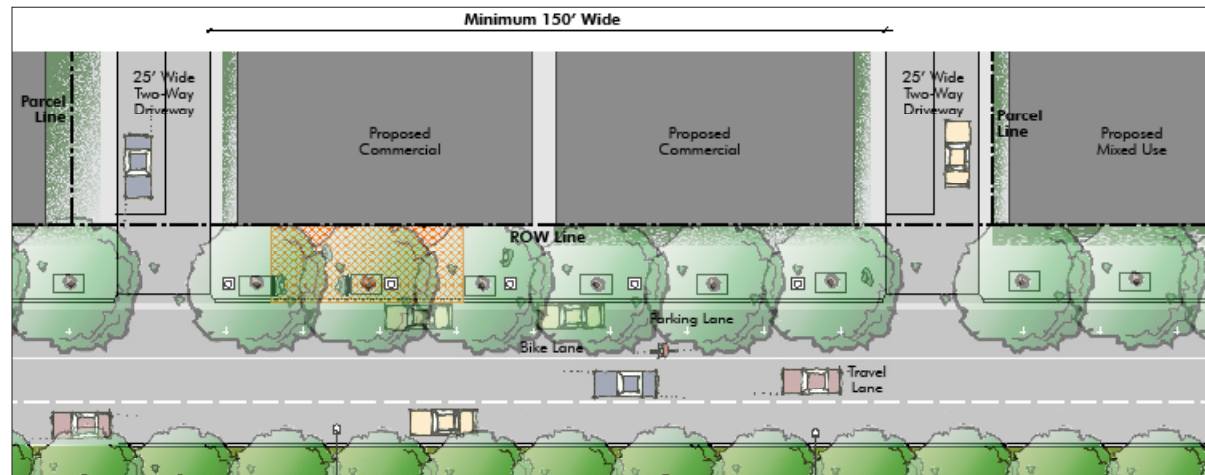 Minimum 150' Wide
25' Wide
Two-Way
Driveway
Parcel
Line
Proposed
Commercial
Proposed
Commercial
25' Wide
Two-Way
Driveway
Parcel
Line
Proposed
Mixed Use
ROW Line
Parking Lane
Bike Lane
Travel
Lane